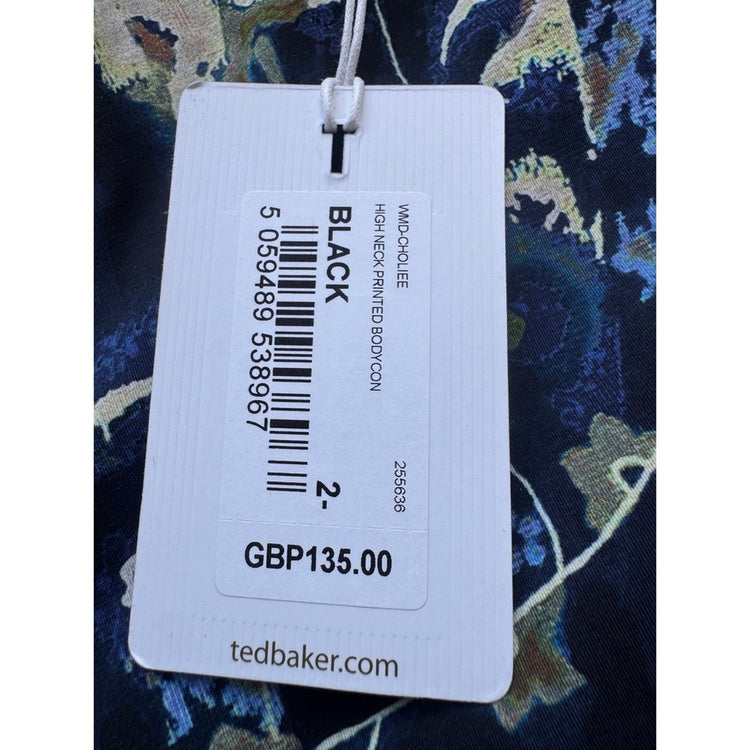 WMD-CHOLIEE
HIGH NECK PRINTED BODYCON
255636
BLACK
2-
5 059489 538967
GBP135.00
tedbaker.com